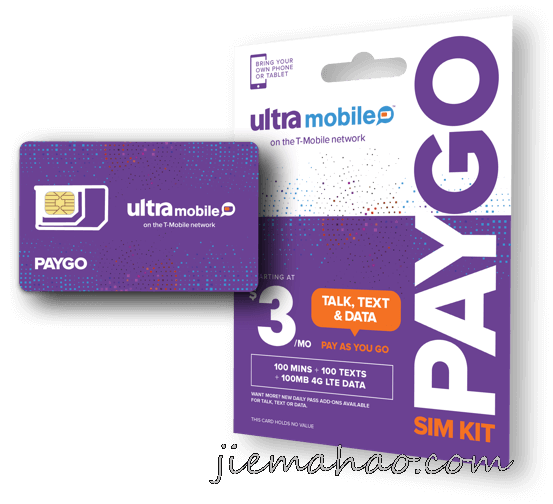 ultra mobile
on the T-Mobile network
PAYGO
BRING YOUR
OWN PHONE
OR TABLET
ultra mobile™
on the T-Mobile network
PAYGO
SIM KIT
STARTING AT
$3/MO
TALK, TEXT
& DATA
PAY AS YOU GO
100 MINS + 100 TEXTS
+ 100MB 4G LTE DATA
WANT MORE? NEW DAILY PASS ADD-ONS AVAILABLE
FOR TALK, TEXT OR DATA.
THIS CARD HOLDS NO VALUE
jiemahao.com